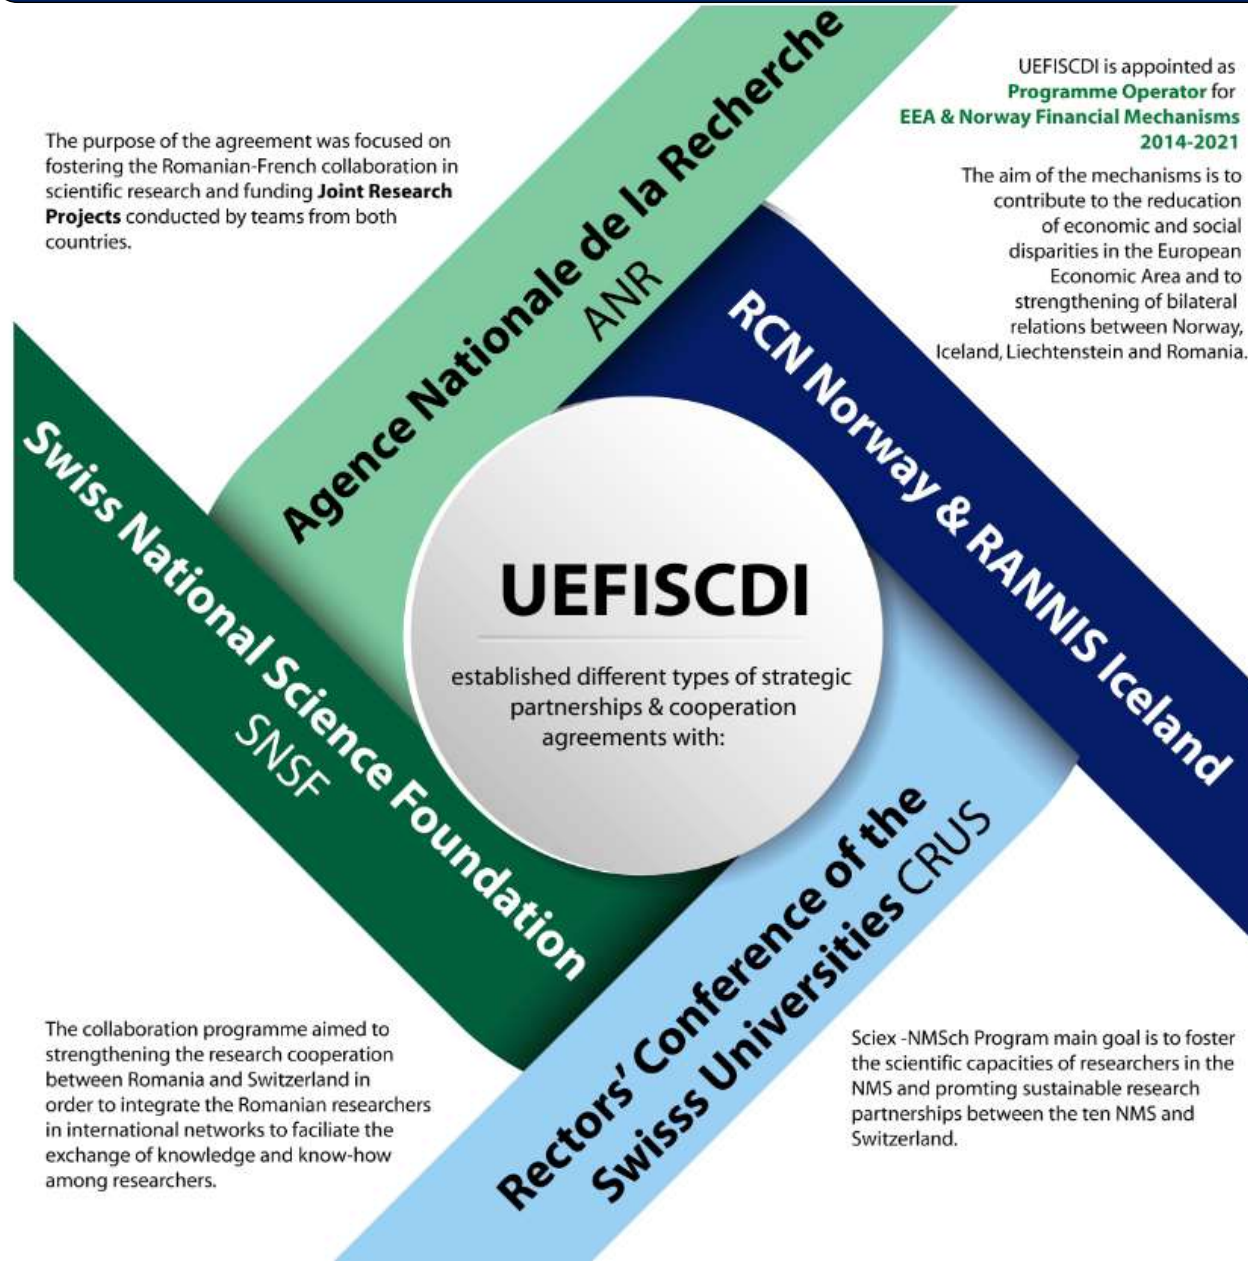 The purpose of the agreement was focused on
fostering the Romanian-French collaboration in
scientific research and funding Joint Research
Projects conducted by teams from both
countries.
Agence Nationale de la Recherche
ANR
UEFISCDI is appointed as
Programme Operator for
EEA & Norway Financial Mechanisms
2014-2021
The aim of the mechanisms is to
contribute to the reducation
of economic and social
disparities in the European
Economic Area and to
strengthening of bilateral
relations between Norway,
Iceland, Liechtenstein and Romania.
RCN Norway & RANNIS Iceland
UEFISCDI
established different types of strategic
partnerships & cooperation
agreements with:
Swiss National Science Foundation
SNSF
The collaboration programme aimed to
strengthening the research cooperation
between Romania and Switzerland in
order to integrate the Romanian researchers
in international networks to faciliate the
exchange of knowledge and know-how
among researchers.
Rectors' Conference of the
Swisss Universities CRUS
Sciex -NMSch Program main goal is to foster
the scientific capacities of researchers in the
NMS and promting sustainable research
partnerships between the ten NMS and
Switzerland.